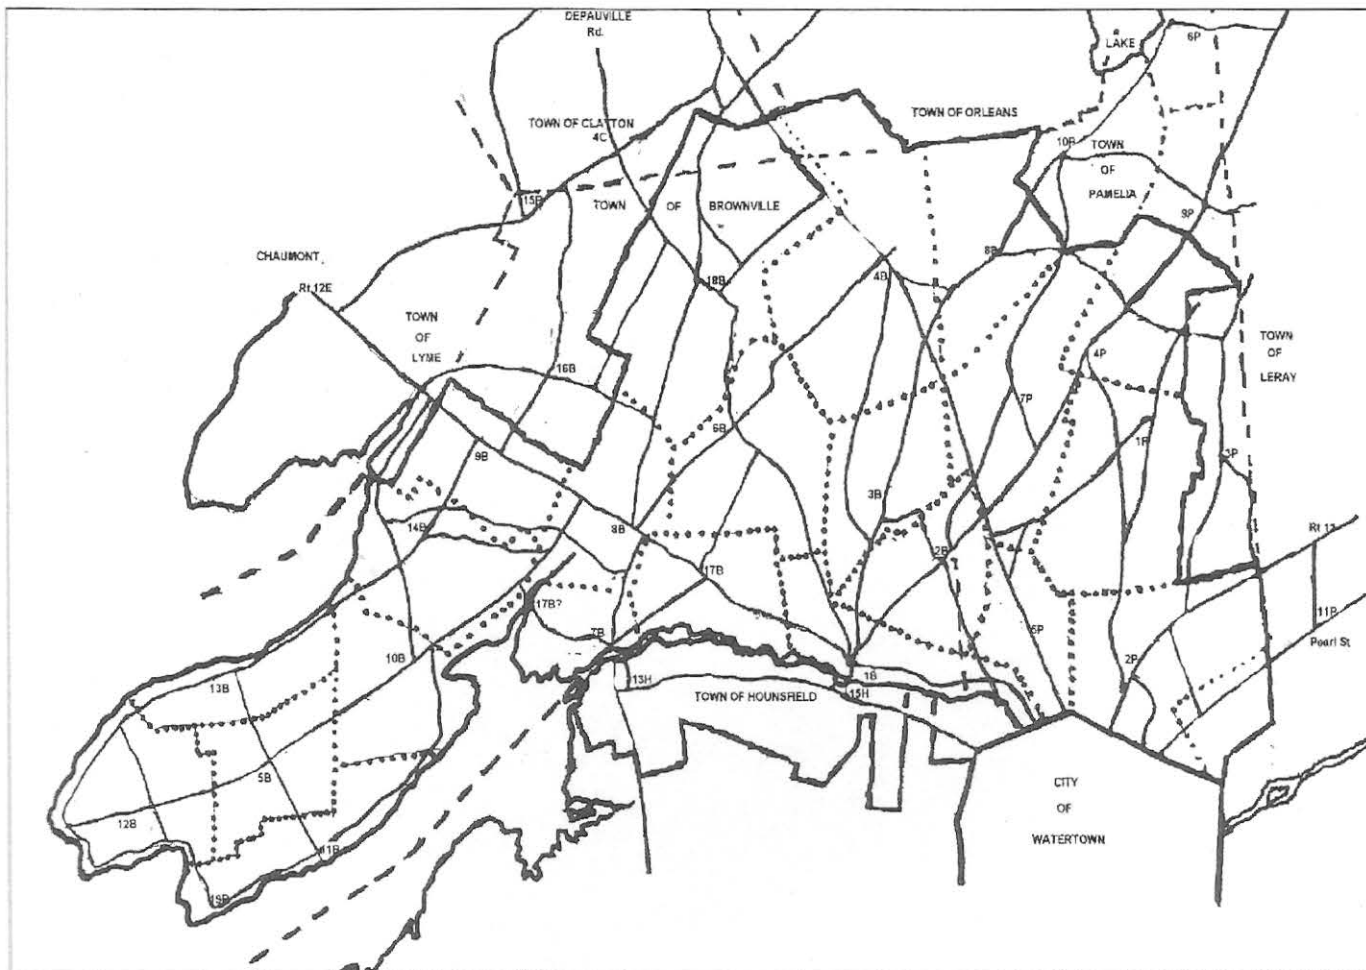 DEPAUVILLE
Rd.
LAKE
6P
TOWN OF CLAYTON
4C
TOWN OF ORLEANS
10P
TOWN
OF
PAMELIA
15B
TOWN OF BROWNVILLE
9P
CHAUMONT
Rt 12E
8P
4B
18B
TOWN
OF
LYME
TOWN
OF
LERAY
4P
16B
7P
6B
1P
9B
3P
3B
14B
8B
Rt 12
2B
17B
17B?
11P
Pearl St
7B
5P
10B
2P
13B
13H
1B
15H
TOWN OF HOUNSFIELD
5B
CITY
OF
WATERTOWN
12B
11B